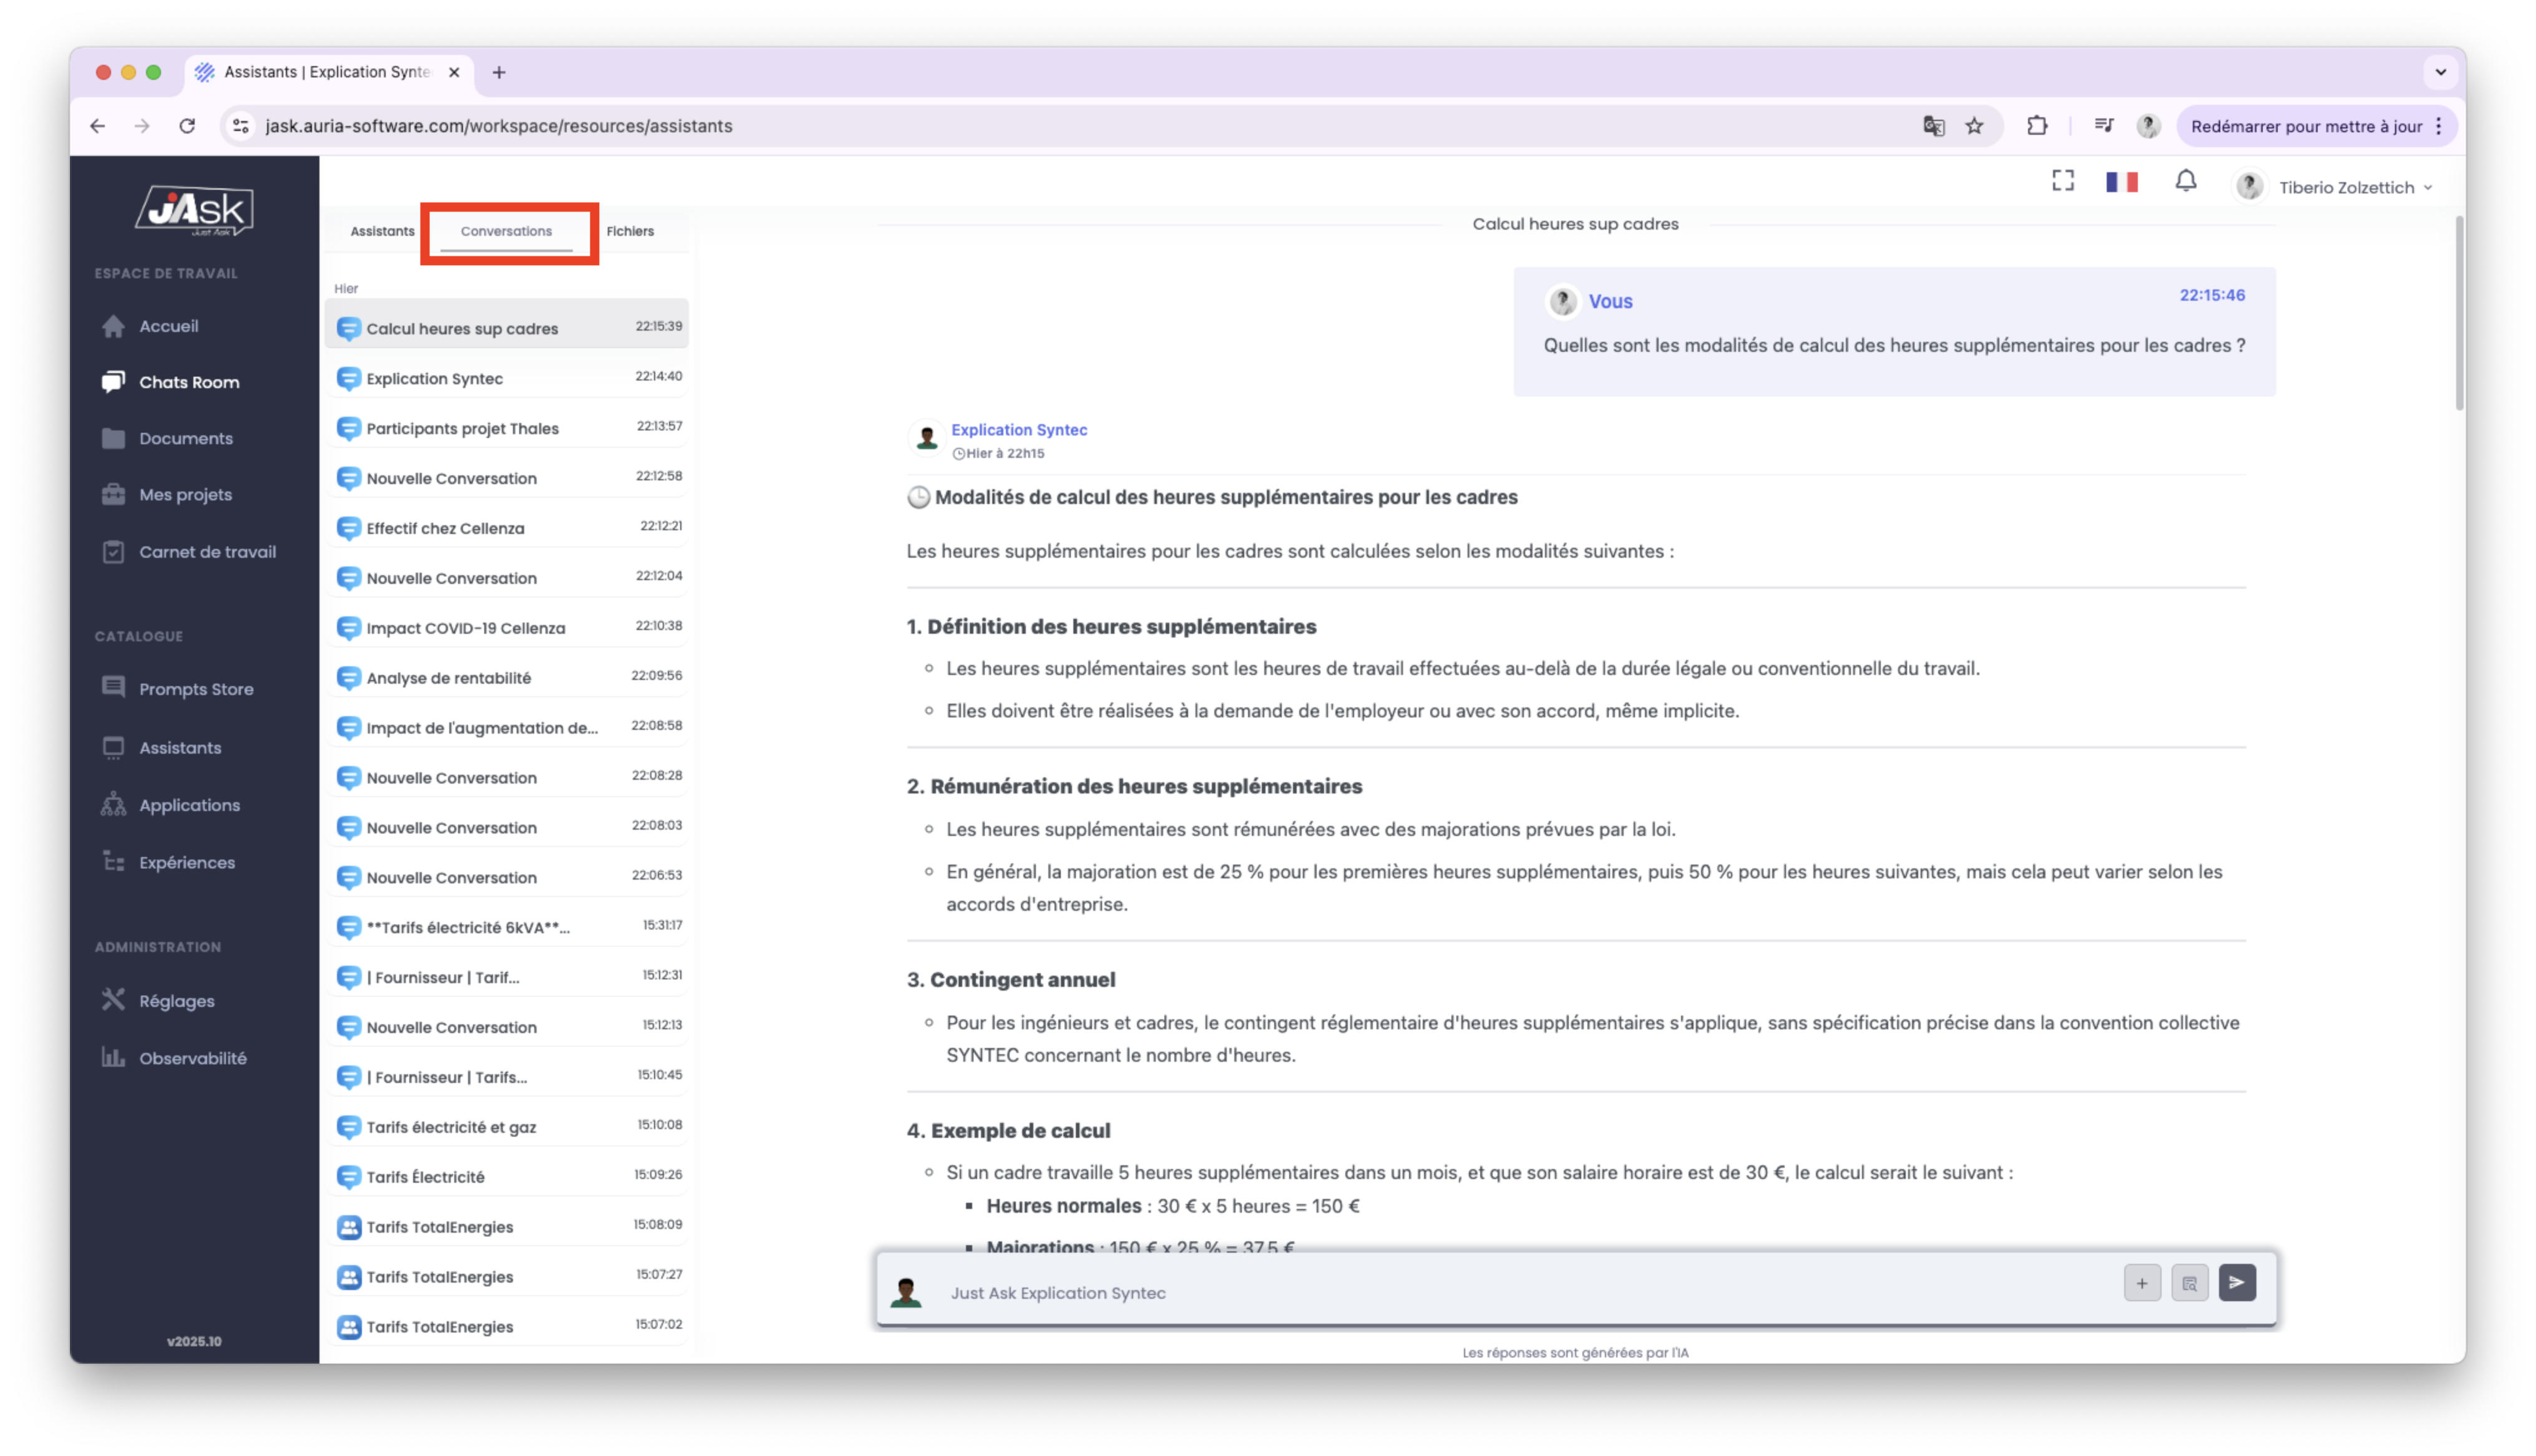 Assistants | Explication Synte
jask.auria-software.com/workspace/resources/assistants
Redémarrer pour mettre à jour
jAsk
Just Ask
ESPACE DE TRAVAIL
Accueil
Chats Room
Documents
Mes projets
Carnet de travail
CATALOGUE
Prompts Store
Assistants
Applications
Expériences
ADMINISTRATION
Réglages
Observabilité
v2025.10
Assistants Conversations Fichiers
Hier
Calcul heures sup cadres 22:15:39
Explication Syntec 22:14:40
Participants projet Thales 22:13:57
Nouvelle Conversation 22:12:58
Effectif chez Cellenza 22:12:21
Nouvelle Conversation 22:12:04
Impact COVID-19 Cellenza 22:10:38
Analyse de rentabilité 22:09:56
Impact de l'augmentation de... 22:08:58
Nouvelle Conversation 22:08:28
Nouvelle Conversation 22:08:03
Nouvelle Conversation 22:06:53
**Tarifs électricité 6kVA**... 15:31:17
| Fournisseur | Tarif... 15:12:31
Nouvelle Conversation 15:12:13
| Fournisseur | Tarifs... 15:10:45
Tarifs électricité et gaz 15:10:08
Tarifs Électricité 15:09:26
Tarifs TotalEnergies 15:08:09
Tarifs TotalEnergies 15:07:27
Tarifs TotalEnergies 15:07:02
Tiberio Zolzettich
Calcul heures sup cadres
Vous 22:15:46
Quelles sont les modalités de calcul des heures supplémentaires pour les cadres ?
Explication Syntec
Hier à 22h15
Modalités de calcul des heures supplémentaires pour les cadres
Les heures supplémentaires pour les cadres sont calculées selon les modalités suivantes :
1. Définition des heures supplémentaires
Les heures supplémentaires sont les heures de travail effectuées au-delà de la durée légale ou conventionnelle du travail.
Elles doivent être réalisées à la demande de l'employeur ou avec son accord, même implicite.
2. Rémunération des heures supplémentaires
Les heures supplémentaires sont rémunérées avec des majorations prévues par la loi.
En général, la majoration est de 25 % pour les premières heures supplémentaires, puis 50 % pour les heures suivantes, mais cela peut varier selon les
accords d'entreprise.
3. Contingent annuel
Pour les ingénieurs et cadres, le contingent réglementaire d'heures supplémentaires s'applique, sans spécification précise dans la convention collective
SYNTEC concernant le nombre d'heures.
4. Exemple de calcul
Si un cadre travaille 5 heures supplémentaires dans un mois, et que son salaire horaire est de 30 €, le calcul serait le suivant :
Heures normales : 30 € x 5 heures = 150 €
Majorations : 150 € x 25 % = 37,5 €
Just Ask Explication Syntec
Les réponses sont générées par l'IA